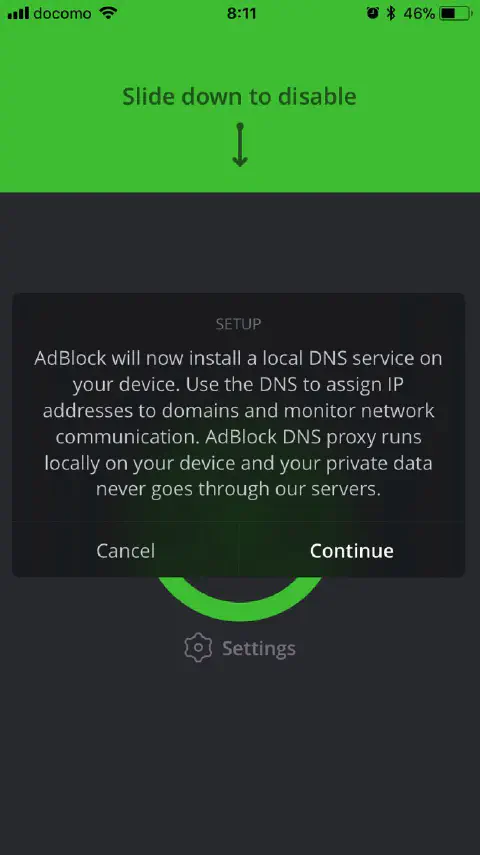 docomo 8:11 46%
Slide down to disable
SETUP
AdBlock will now install a local DNS service on
your device. Use the DNS to assign IP
addresses to domains and monitor network
communication. AdBlock DNS proxy runs
locally on your device and your private data
never goes through our servers.
Cancel Continue
Settings